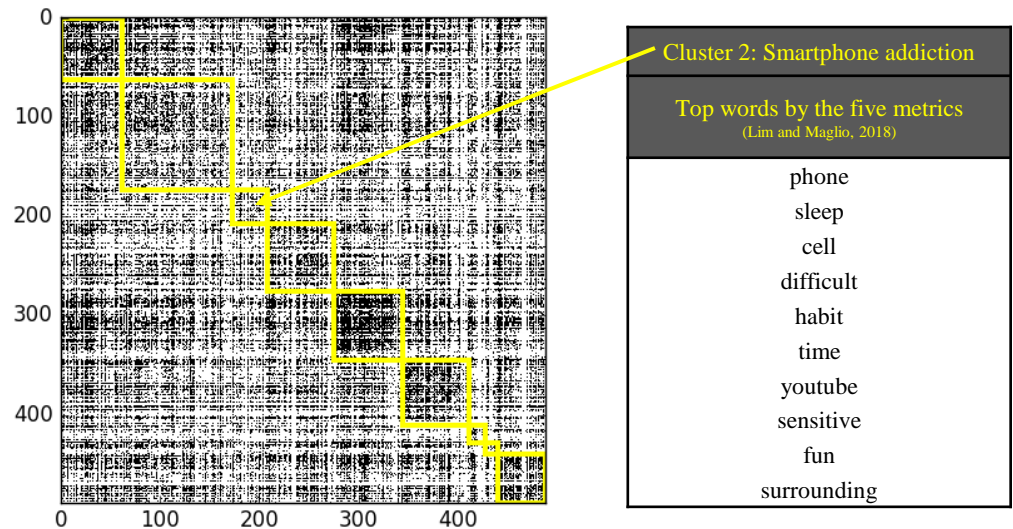 0
100
200
300
400
0 100 200 300 400
Cluster 2: Smartphone addiction
Top words by the five metrics
(Lim and Maglio, 2018)
phone
sleep
cell
difficult
habit
time
youtube
sensitive
fun
surrounding